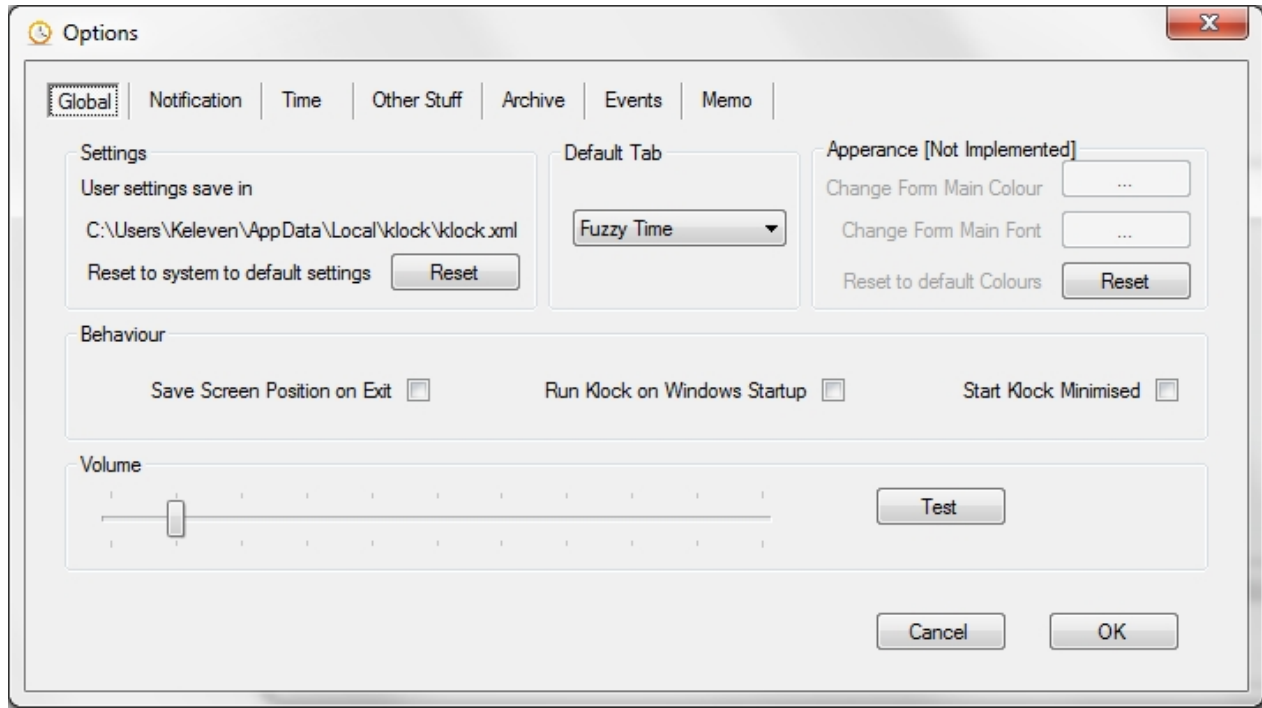 Options
Global Notification Time Other Stuff Archive Events Memo
Settings
User settings save in
C:\Users\Keleven\AppData\Local\klock\klock.xml
Reset to system to default settings Reset
Default Tab
Fuzzy Time
Apperance [Not Implemented]
Change Form Main Colour ...
Change Form Main Font ...
Reset to default Colours Reset
Behaviour
Save Screen Position on Exit Run Klock on Windows Startup Start Klock Minimised
Volume
Test
Cancel OK